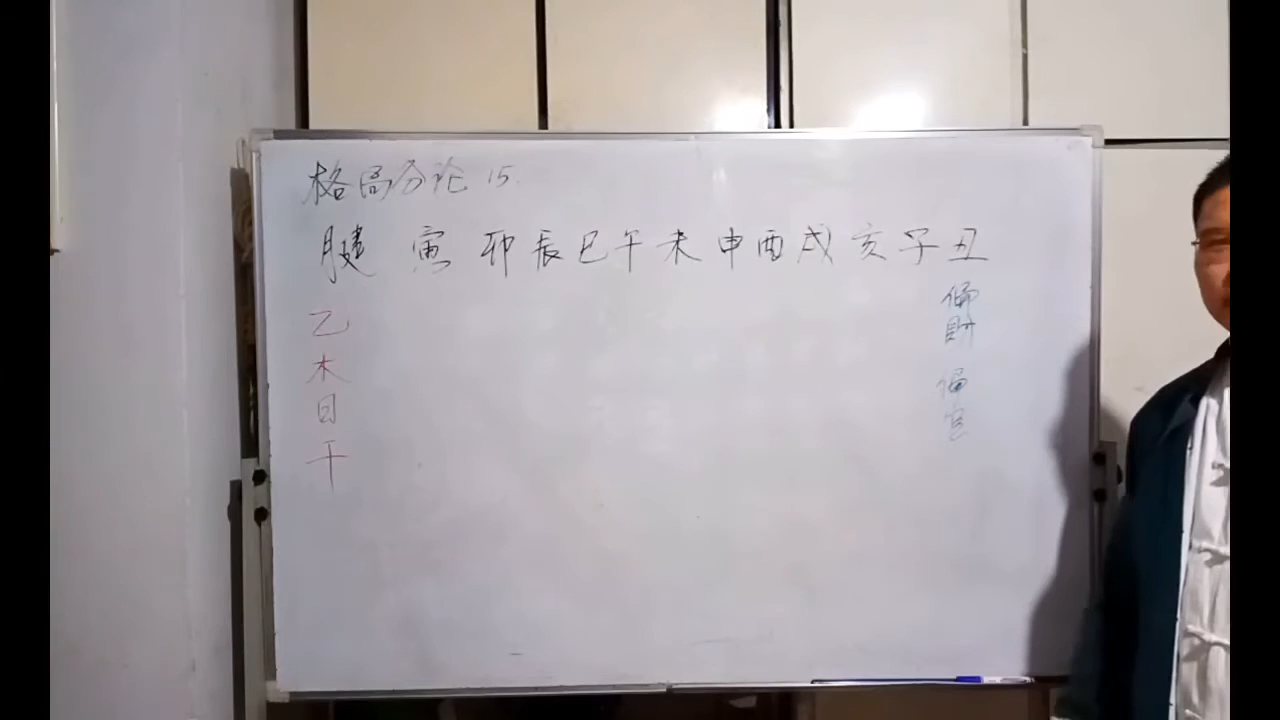 格局分论 15.
月建 寅 卯 辰 巳 午 未 申 酉 戌 亥 子 丑
乙木日干
偏财 偏官